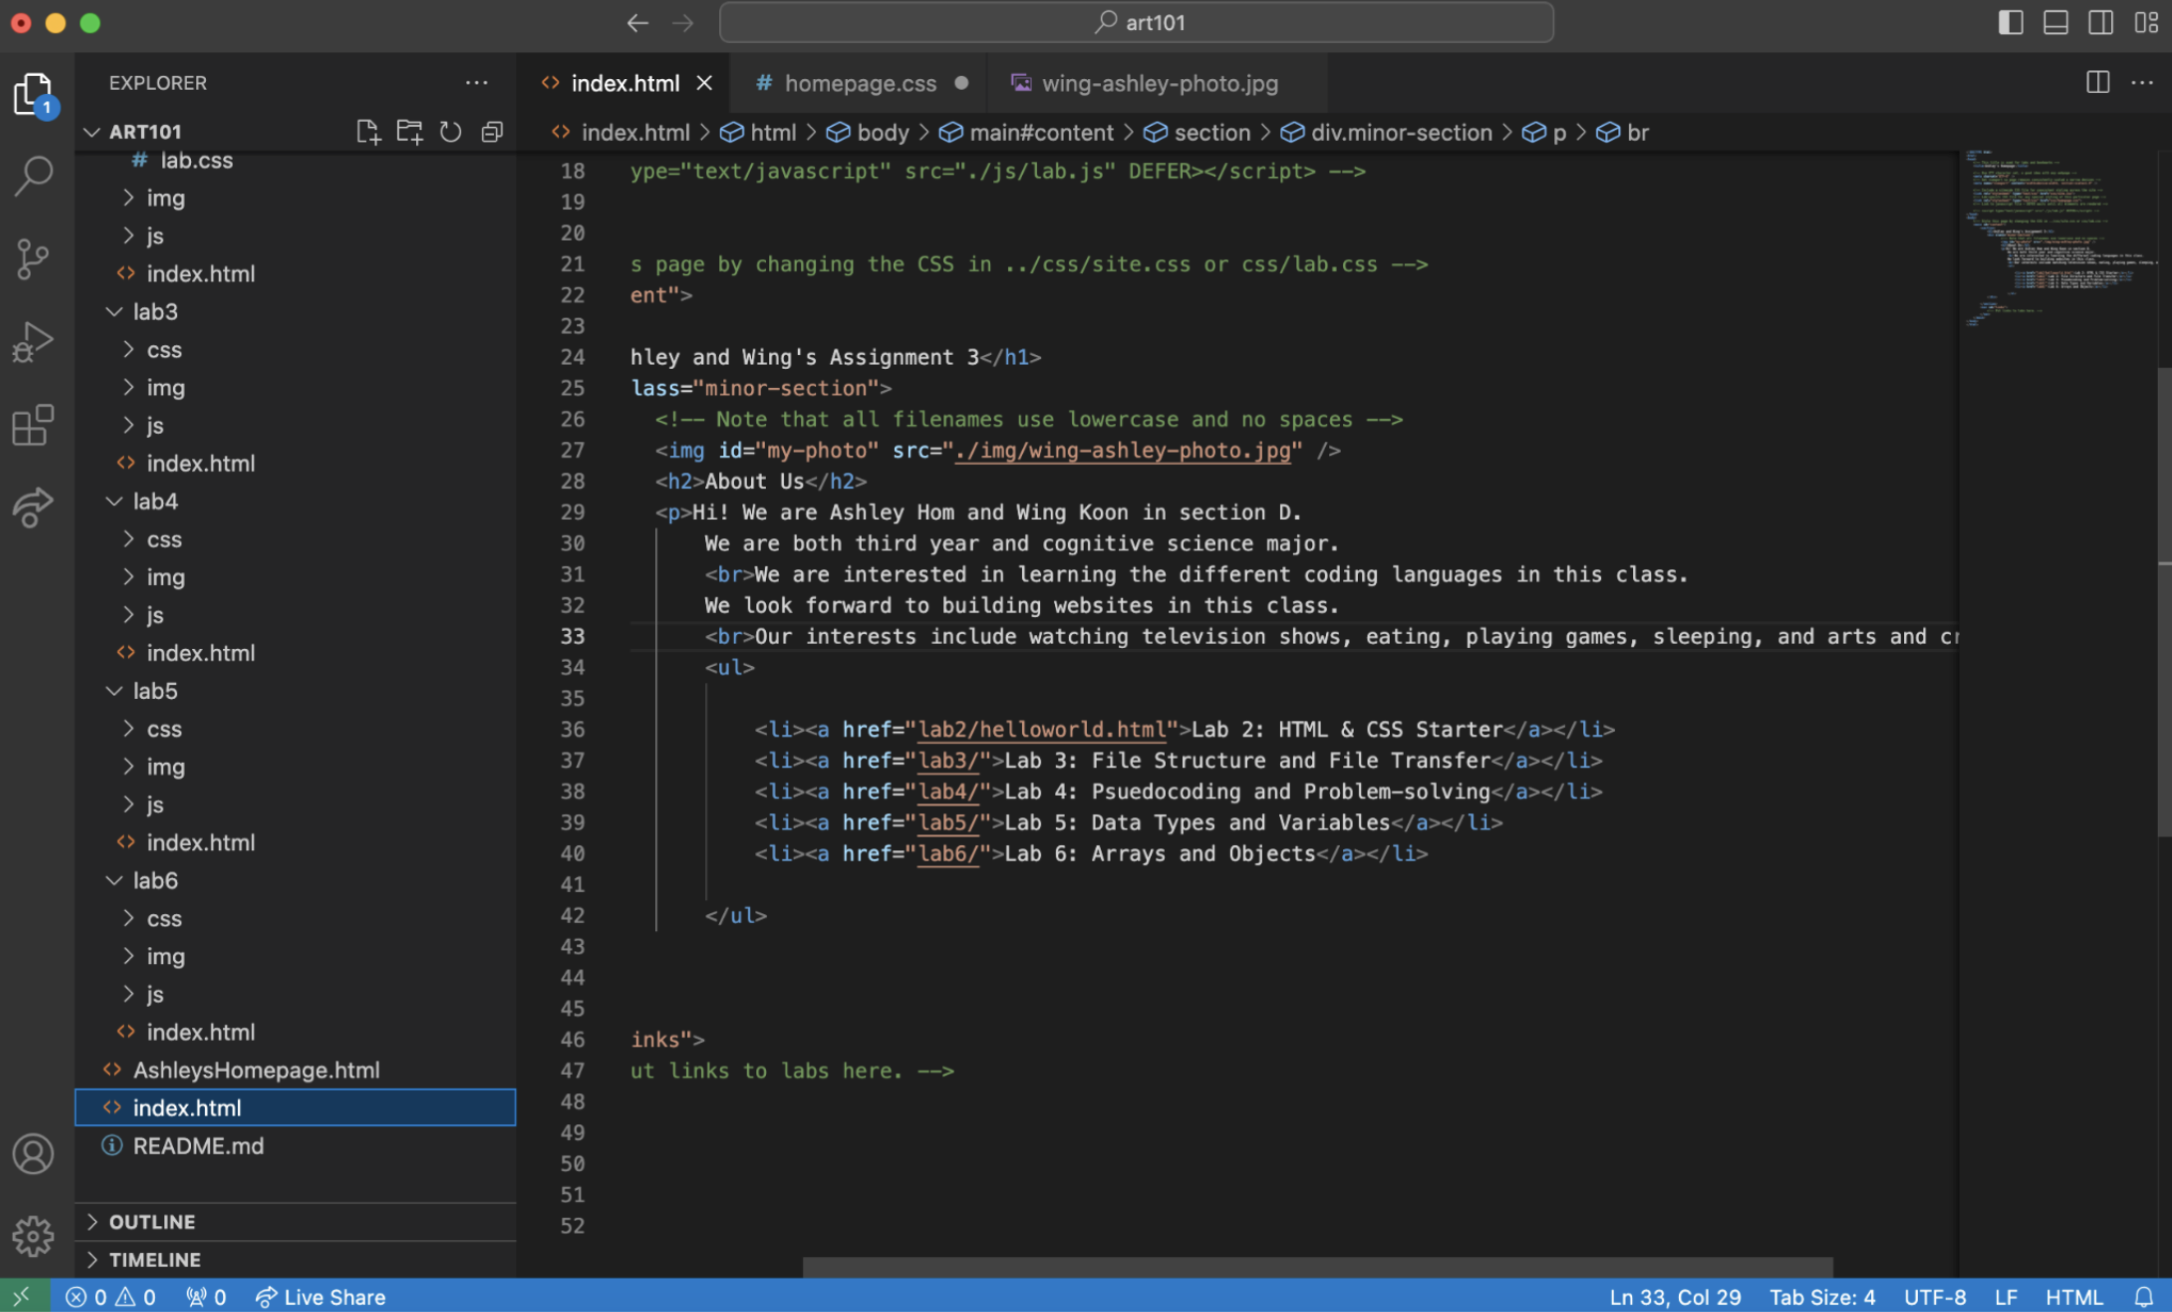 art101
EXPLORER
ART101
# lab.css
img
js
index.html
lab3
css
img
js
index.html
lab4
css
img
js
index.html
lab5
css
img
js
index.html
lab6
css
img
js
index.html
AshleysHomepage.html
index.html
README.md
OUTLINE
TIMELINE
1
index.html
# homepage.css
wing-ashley-photo.jpg
index.html > html > body > main#content > section > div.minor-section > p > br
18 ype="text/javascript" src="./js/lab.js" DEFER></script> -->
19
20
21 s page by changing the CSS in ../css/site.css or css/lab.css -->
22 ent">
23
24 hley and Wing's Assignment 3</h1>
25 lass="minor-section">
26 <!-- Note that all filenames use lowercase and no spaces -->
27 <img id="my-photo" src="./img/wing-ashley-photo.jpg" />
28 <h2>About Us</h2>
29 <p>Hi! We are Ashley Hom and Wing Koon in section D.
30 We are both third year and cognitive science major.
31 <br>We are interested in learning the different coding languages in this class.
32 We look forward to building websites in this class.
33 <br>Our interests include watching television shows, eating, playing games, sleeping, and arts and cr
34 <ul>
35
36 <li><a href="lab2/helloworld.html">Lab 2: HTML & CSS Starter</a></li>
37 <li><a href="lab3/">Lab 3: File Structure and File Transfer</a></li>
38 <li><a href="lab4/">Lab 4: Psuedocoding and Problem-solving</a></li>
39 <li><a href="lab5/">Lab 5: Data Types and Variables</a></li>
40 <li><a href="lab6/">Lab 6: Arrays and Objects</a></li>
41
42 </ul>
43
44
45
46 inks">
47 ut links to labs here. -->
48
49
50
51
52
0 0 0 Live Share Ln 33, Col 29 Tab Size: 4 UTF-8 LF HTML